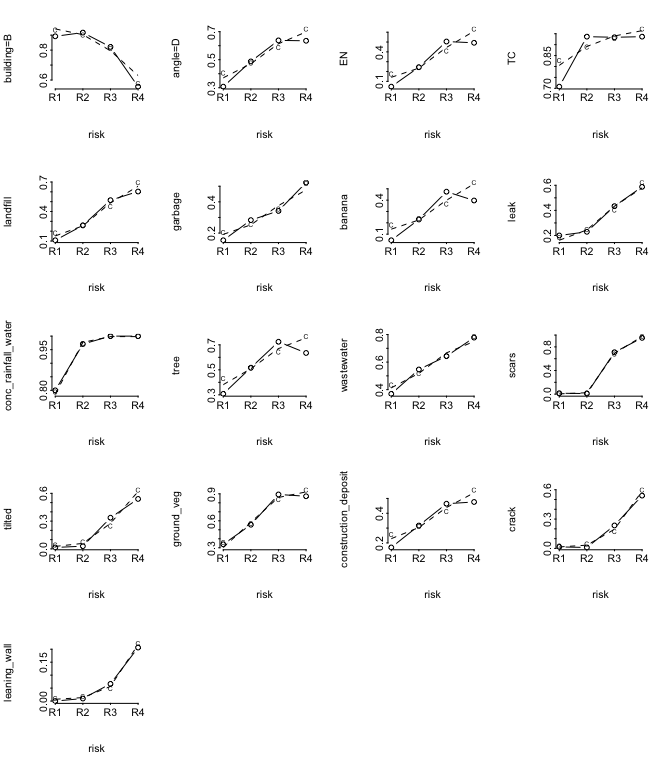 building=B
0.8
0.6
R1 R2 R3 R4
risk
angle=D
0.7
0.5
0.3
R1 R2 R3 R4
risk
EN
0.4
0.1
R1 R2 R3 R4
risk
TC
0.85
0.70
R1 R2 R3 R4
risk
landfill
0.7
0.4
0.1
R1 R2 R3 R4
risk
garbage
0.4
0.2
R1 R2 R3 R4
risk
banana
0.4
0.1
R1 R2 R3 R4
risk
leak
0.6
0.4
0.2
R1 R2 R3 R4
risk
conc_rainfall_water
0.95
0.80
R1 R2 R3 R4
risk
tree
0.7
0.5
0.3
R1 R2 R3 R4
risk
wastewater
0.8
0.6
0.4
R1 R2 R3 R4
risk
scars
0.8
0.4
0.0
R1 R2 R3 R4
risk
tilted
0.6
0.3
0.0
R1 R2 R3 R4
risk
ground_veg
0.9
0.6
0.3
R1 R2 R3 R4
risk
construction_deposit
0.4
0.2
R1 R2 R3 R4
risk
crack
0.6
0.3
0.0
R1 R2 R3 R4
risk
leaning_wall
0.15
0.00
R1 R2 R3 R4
risk